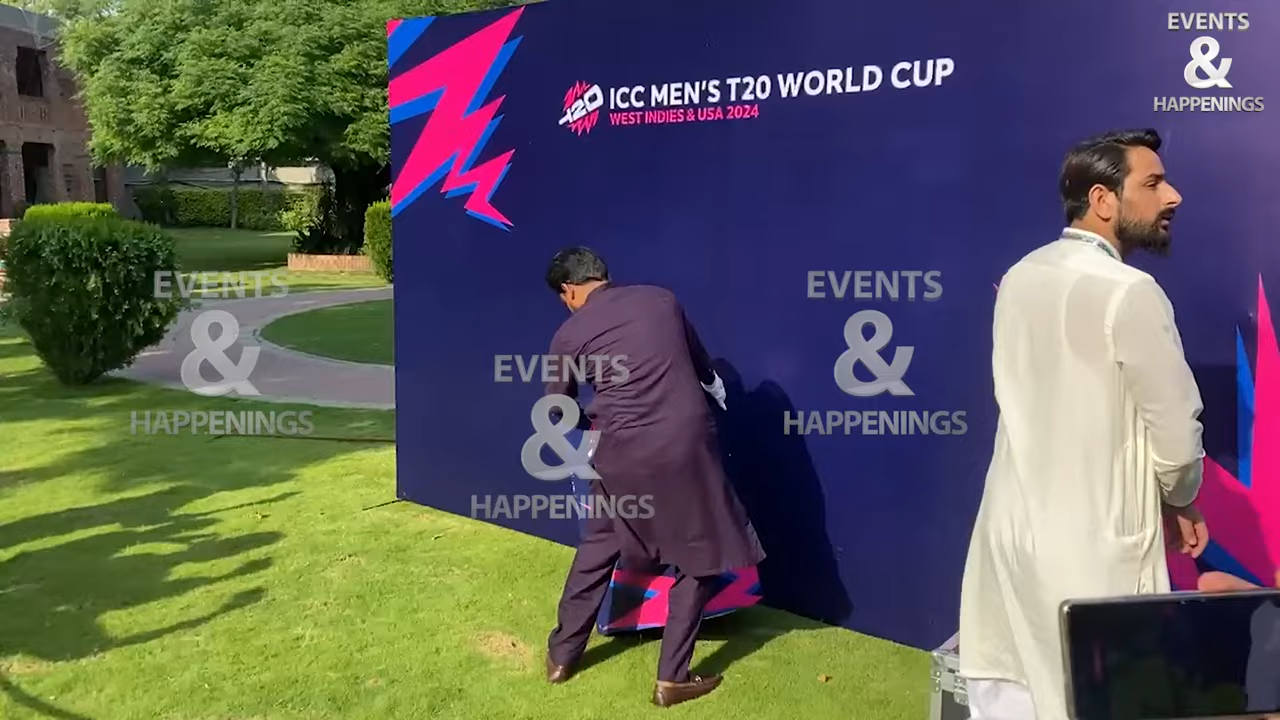 EVENTS
&
HAPPENINGS
T20
ICC MEN'S T20 WORLD CUP
WEST INDIES & USA 2024
EVENTS
&
HAPPENINGS
EVENTS
&
HAPPENINGS
EVENTS
&
HAPPENINGS